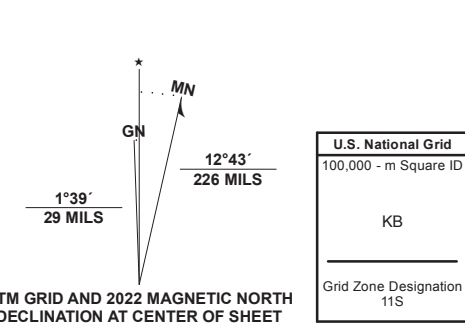 ★
MN
GN
12°43´
226 MILS
1°39´
29 MILS
TM GRID AND 2022 MAGNETIC NORTH
DECLINATION AT CENTER OF SHEET
U.S. National Grid
100,000 - m Square ID
KB
Grid Zone Designation
11S